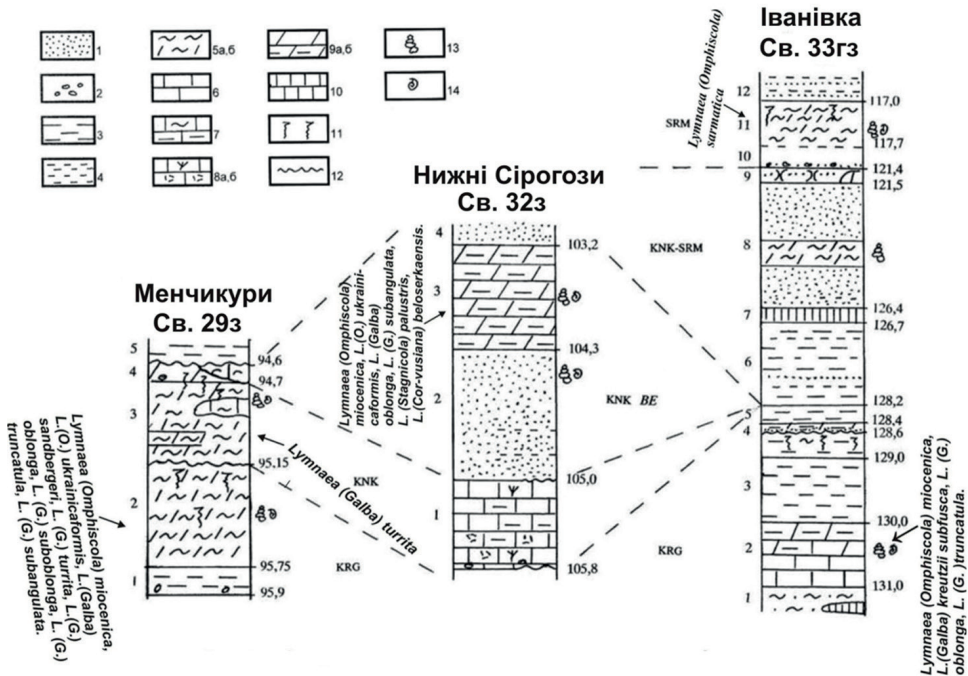 1
2
3
4
5а,б
6
7
8а,б
9а,б
10
11
12
13
14
Менчикури
Св. 29з
5
4
3
2
1
94,6
94,7
95,15
95,75
95,9
Lymnaea (Omphiscola) miocenica,
L.(O.) ukrainicaformis, L.(Galba)
sandbergeri, L. (G.) turrita, L.(G.)
oblonga, L. (G.) suboblonga, L. (G.)
truncatula, L. (G.) subangulata.
Lymnaea (Galba) turrita
Нижні Сірогози
Св. 32з
4
3
2
1
103,2
104,3
105,0
105,8
Lymnaea (Omphiscola)
miocenica, L.(O.) ukraini-
caformis, L. (Galba)
oblonga, L. (G.) subangulata,
L. (Stagnicola) palustris,
L.(Cor-vusiana) beloserkaensis.
KNK
KRG
KNK-SRM
KNK BE
KRG
Іванівка
Св. 33гз
Lymnaea (Omphiscola)
sarmatica
SRM
12
11
10
9
8
7
6
5
4
3
2
1
117,0
117,7
121,4
121,5
126,4
126,7
128,2
128,4
128,6
129,0
130,0
131,0
Lymnaea (Omphiscola) miocenica,
L.(Galba) kreutzii subfusca, L. (G.)
oblonga, L. (G. )truncatula.